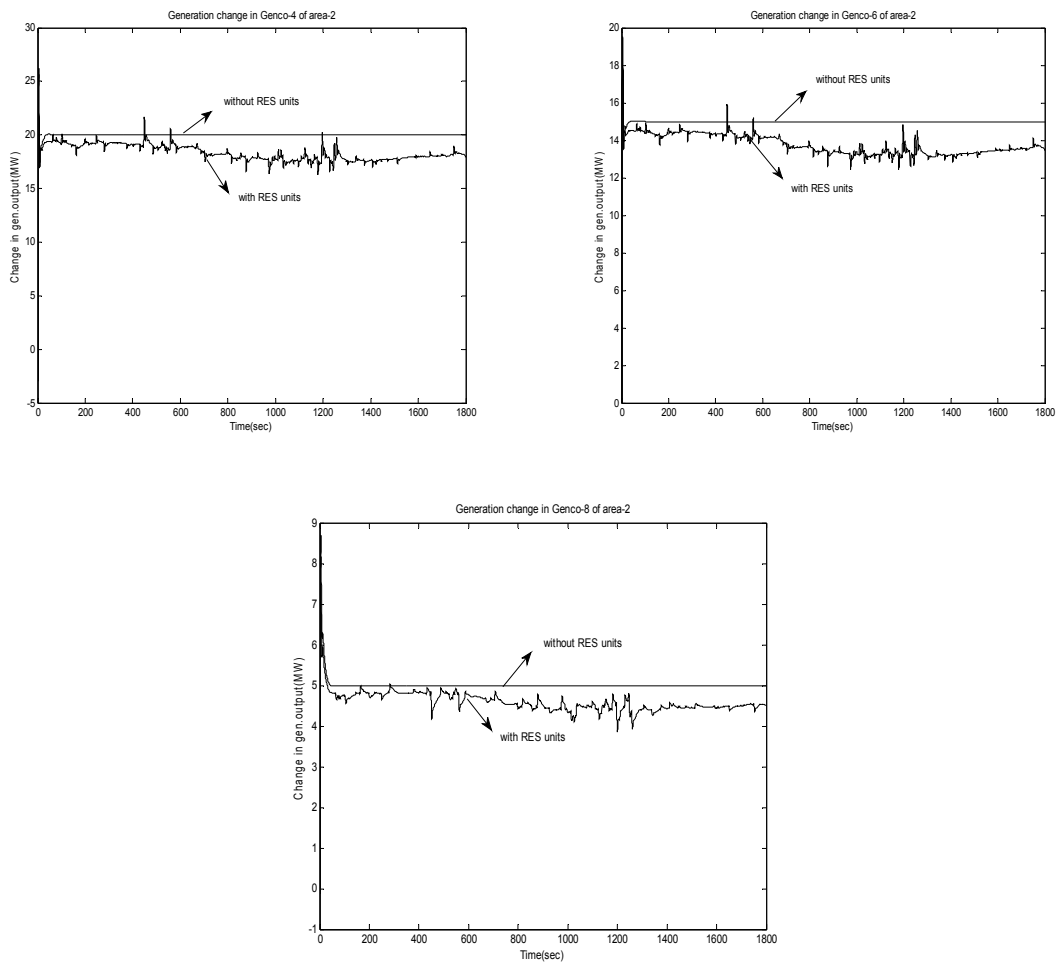 Generation change in Genco-4 of area-2
30
25
20
15
10
5
0
-5
Change in gen.output(MW)
without RES units
with RES units
0 200 400 600 800 1000 1200 1400 1600 1800
Time(sec)
Generation change in Genco-6 of area-2
20
18
16
14
12
10
8
6
4
2
0
Change in gen.output(MW)
without RES units
with RES units
0 200 400 600 800 1000 1200 1400 1600 1800
Time(sec)
Generation change in Genco-8 of area-2
9
8
7
6
5
4
3
2
1
0
-1
Change in gen.output(MW)
without RES units
with RES units
0 200 400 600 800 1000 1200 1400 1600 1800
Time(sec)